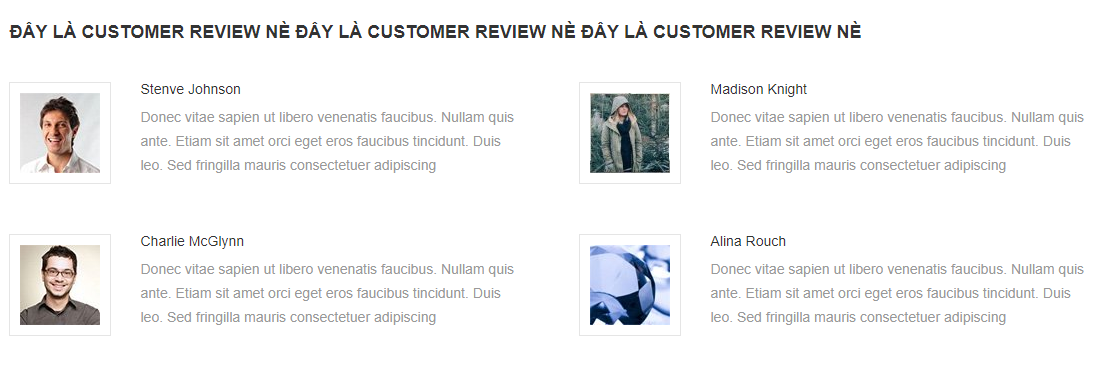 ĐÂY LÀ CUSTOMER REVIEW NÈ ĐÂY LÀ CUSTOMER REVIEW NÈ ĐÂY LÀ CUSTOMER REVIEW NÈ
Stenve Johnson
Donec vitae sapien ut libero venenatis faucibus. Nullam quis
ante. Etiam sit amet orci eget eros faucibus tincidunt. Duis
leo. Sed fringilla mauris consectetuer adipiscing
Madison Knight
Donec vitae sapien ut libero venenatis faucibus. Nullam quis
ante. Etiam sit amet orci eget eros faucibus tincidunt. Duis
leo. Sed fringilla mauris consectetuer adipiscing
Charlie McGlynn
Donec vitae sapien ut libero venenatis faucibus. Nullam quis
ante. Etiam sit amet orci eget eros faucibus tincidunt. Duis
leo. Sed fringilla mauris consectetuer adipiscing
Alina Rouch
Donec vitae sapien ut libero venenatis faucibus. Nullam quis
ante. Etiam sit amet orci eget eros faucibus tincidunt. Duis
leo. Sed fringilla mauris consectetuer adipiscing